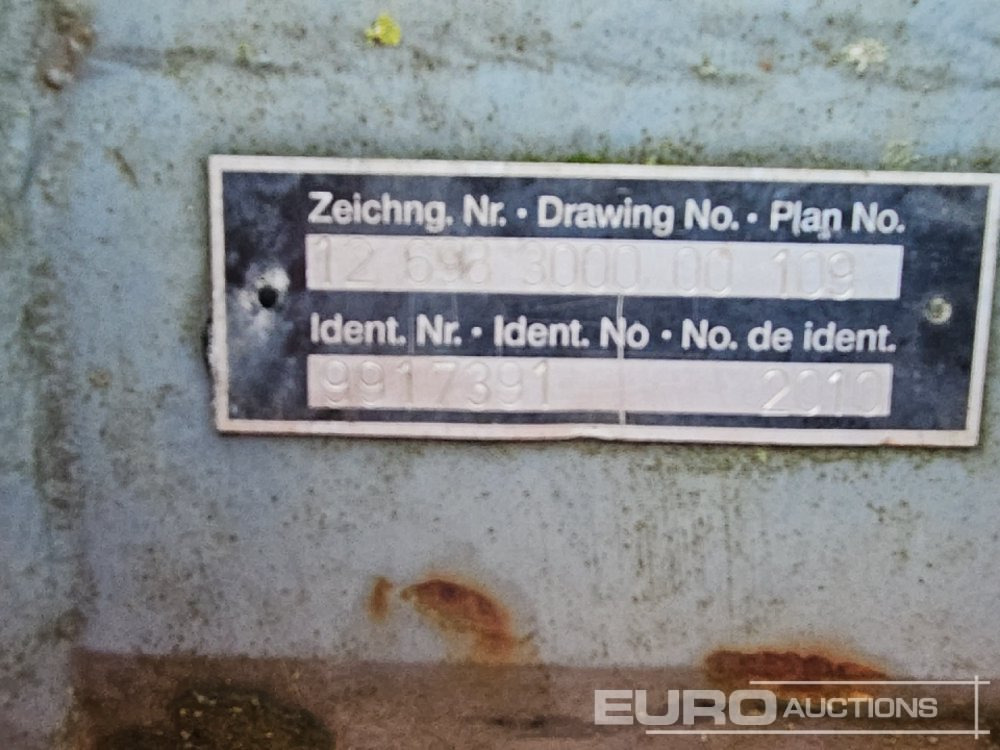 Zeichng. Nr. · Drawing No. · Plan No.
12 698 3000 00 109
Ident. Nr. · Ident. No · No. de ident.
9917391 2010
EURO AUCTIONS